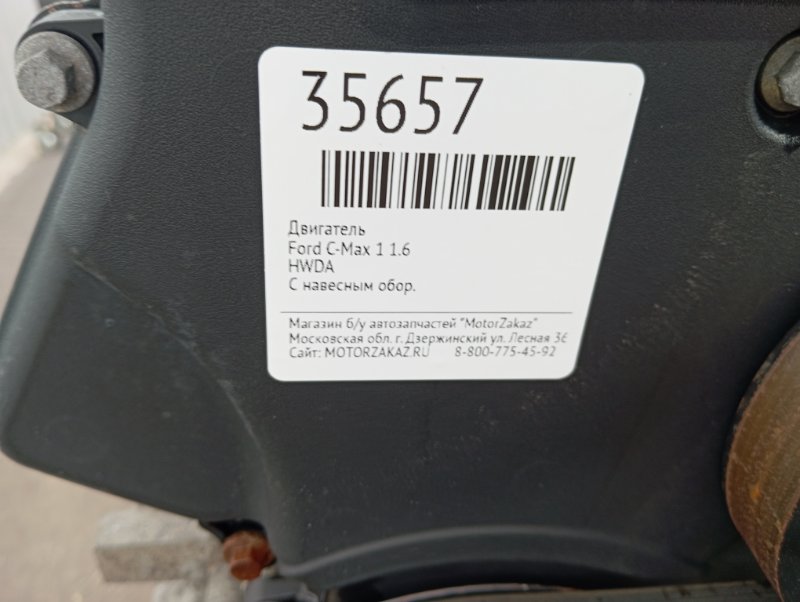 35657
Двигатель
Ford C-Max 1 1.6
HWDA
С навесным обор.
Магазин б/у автозапчастей "MotorZakaz"
Московская обл. г. Дзержинский ул. Лесная 36
Сайт: MOTORZAKAZ.RU 8-800-775-45-92